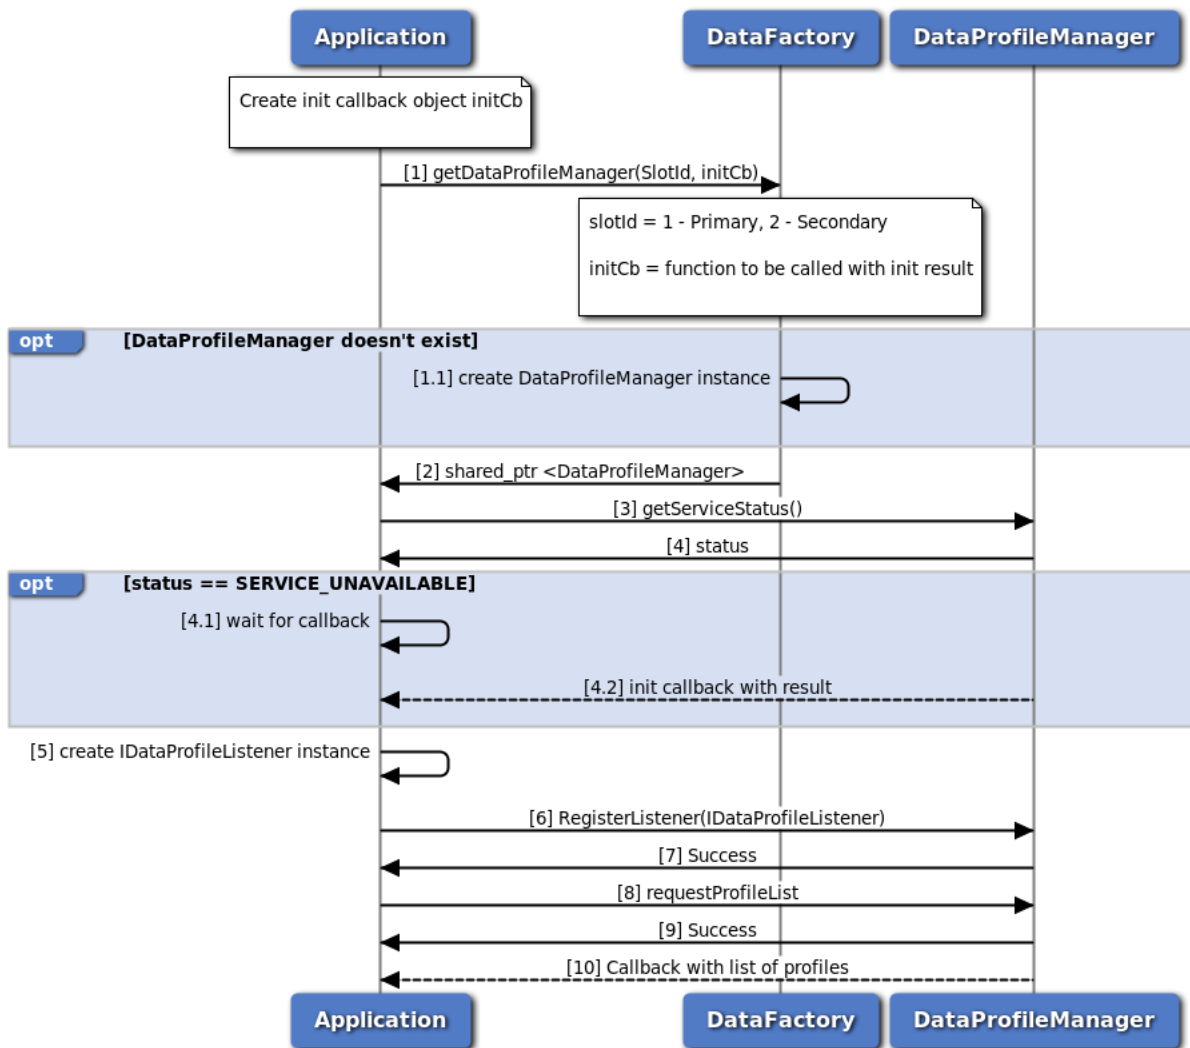 Application
DataFactory
DataProfileManager
Create init callback object initCb
[1] getDataProfileManager(SlotId, initCb)
slotId = 1 - Primary, 2 - Secondary
initCb = function to be called with init result
opt
[DataProfileManager doesn't exist]
[1.1] create DataProfileManager instance
[2] shared_ptr <DataProfileManager>
[3] getServiceStatus()
[4] status
opt
[status == SERVICE_UNAVAILABLE]
[4.1] wait for callback
[4.2] init callback with result
[5] create IDataProfileListener instance
[6] RegisterListener(IDataProfileListener)
[7] Success
[8] requestProfileList
[9] Success
[10] Callback with list of profiles
Application
DataFactory
DataProfileManager